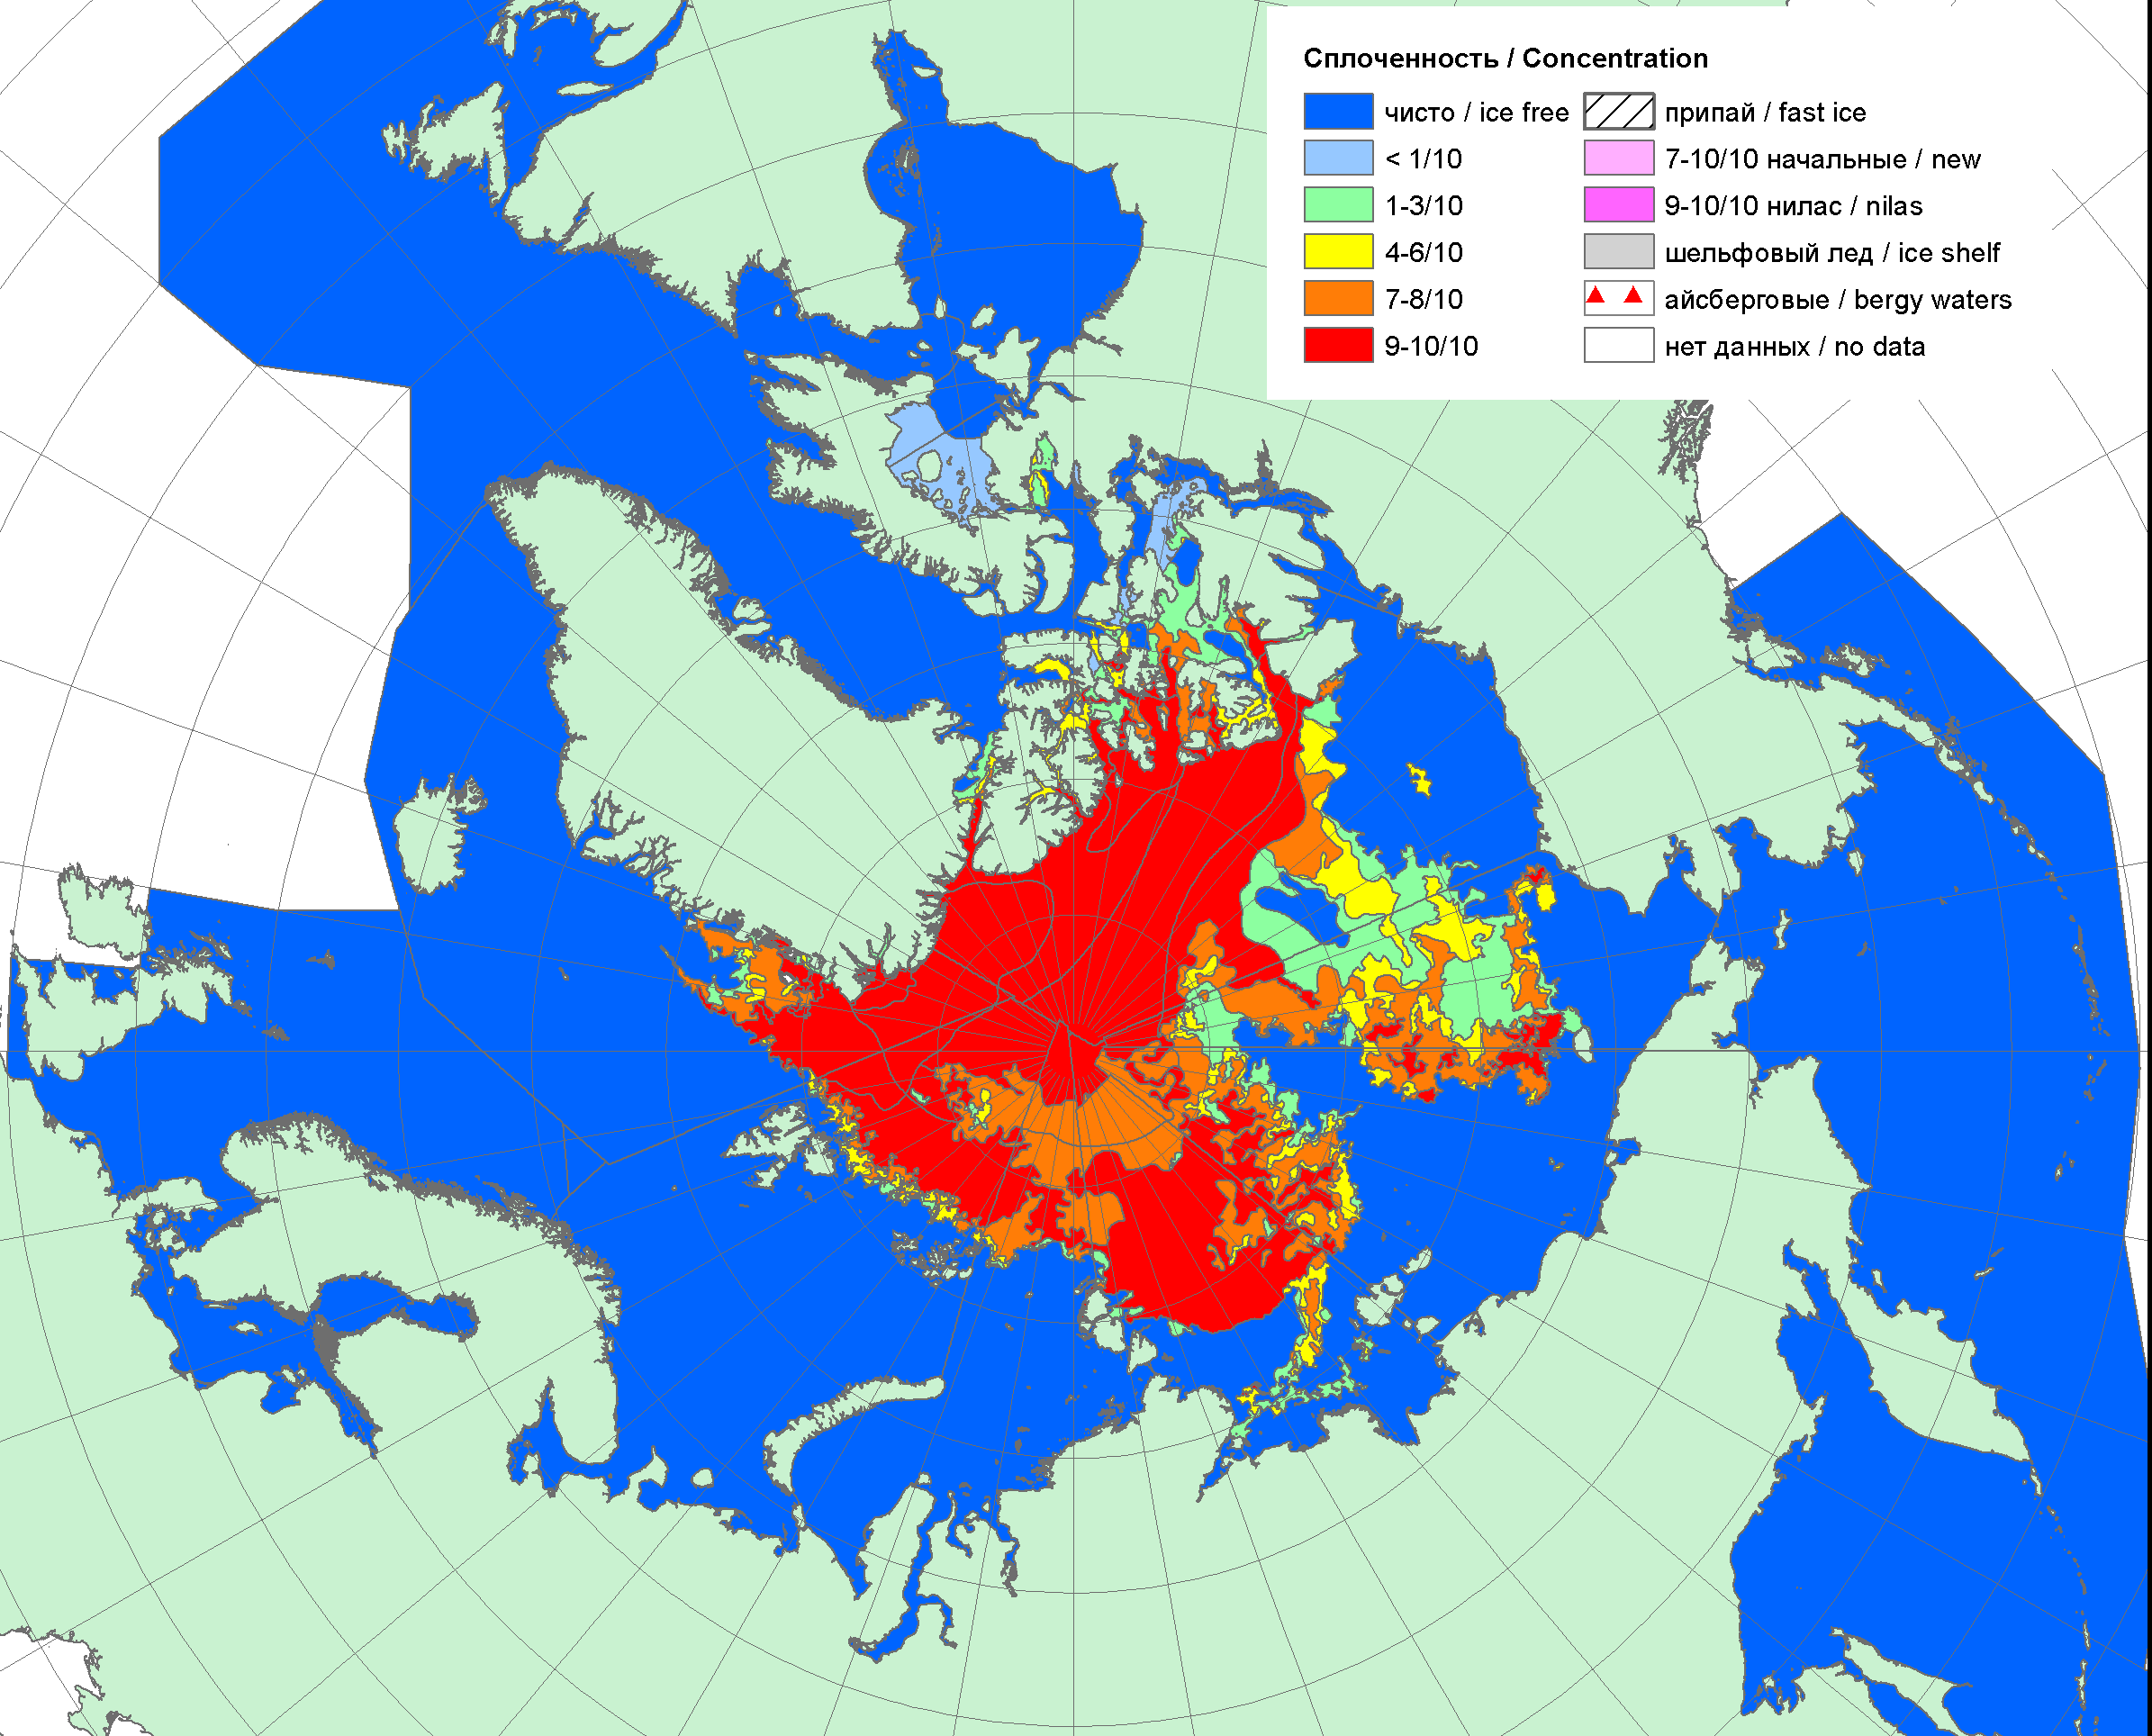 Сплоченность / Concentration
чисто / ice free
< 1/10
1-3/10
4-6/10
7-8/10
9-10/10
припай / fast ice
7-10/10 начальные / new
9-10/10 нилас / nilas
шельфовый лед / ice shelf
айсберговые / bergy waters
нет данных / no data